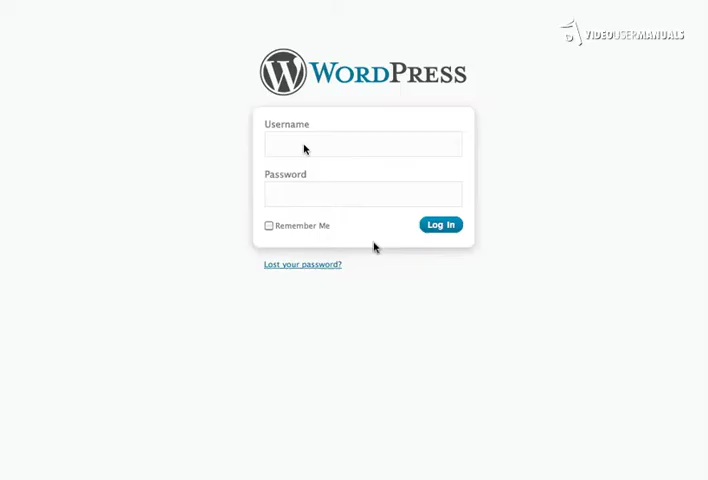 VIDEOUSERMANUALS
WORDPRESS
Username
Password
Remember Me
Log In
Lost your password?